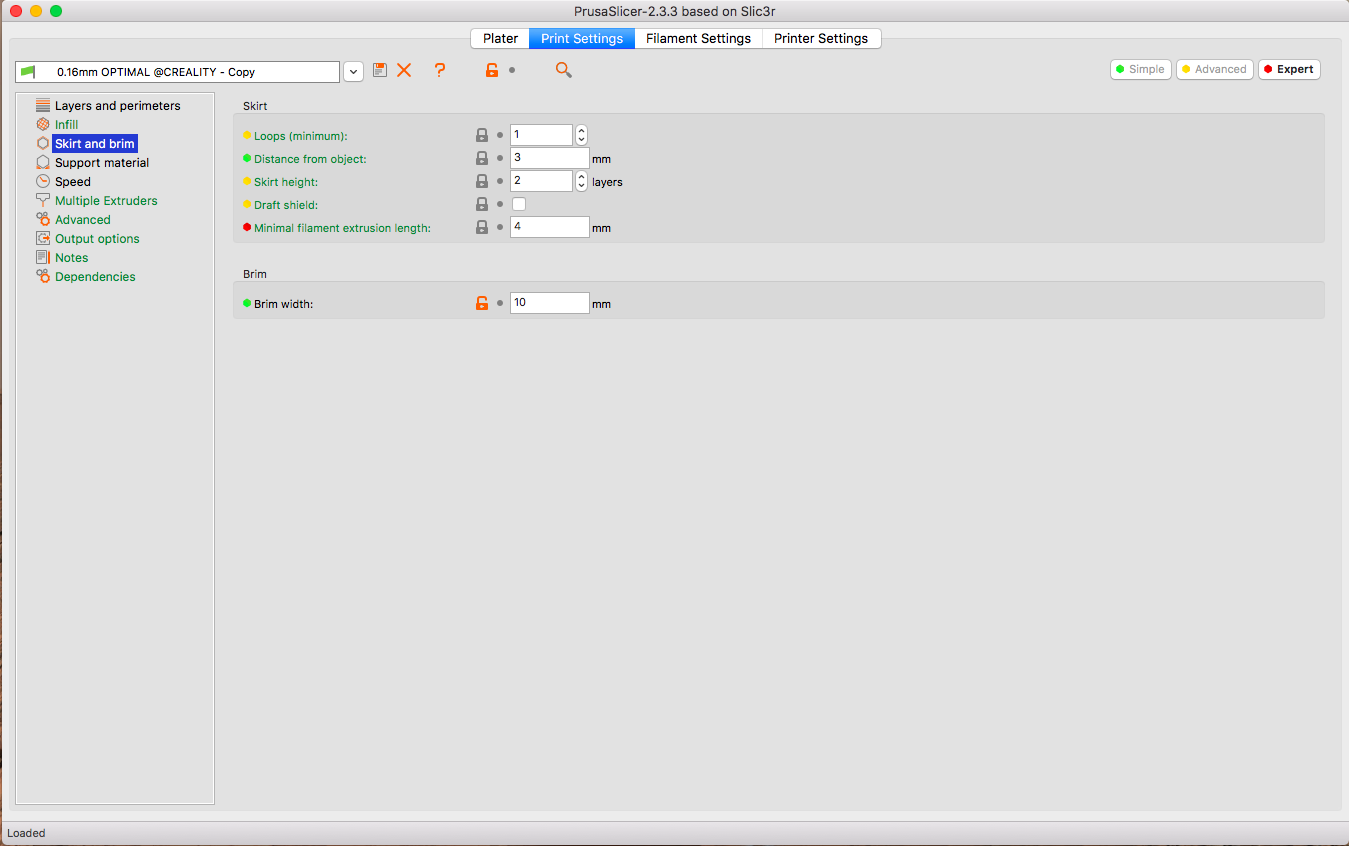 PrusaSlicer-2.3.3 based on Slic3r
Plater Print Settings Filament Settings Printer Settings
0.16mm OPTIMAL @CREALITY - Copy
? Simple Advanced Expert
Layers and perimeters
Infill
Skirt and brim
Support material
Speed
Multiple Extruders
Advanced
Output options
Notes
Dependencies
Skirt
Loops (minimum): 1
Distance from object: 3 mm
Skirt height: 2 layers
Draft shield:
Minimal filament extrusion length: 4 mm
Brim
Brim width: 10 mm
Loaded